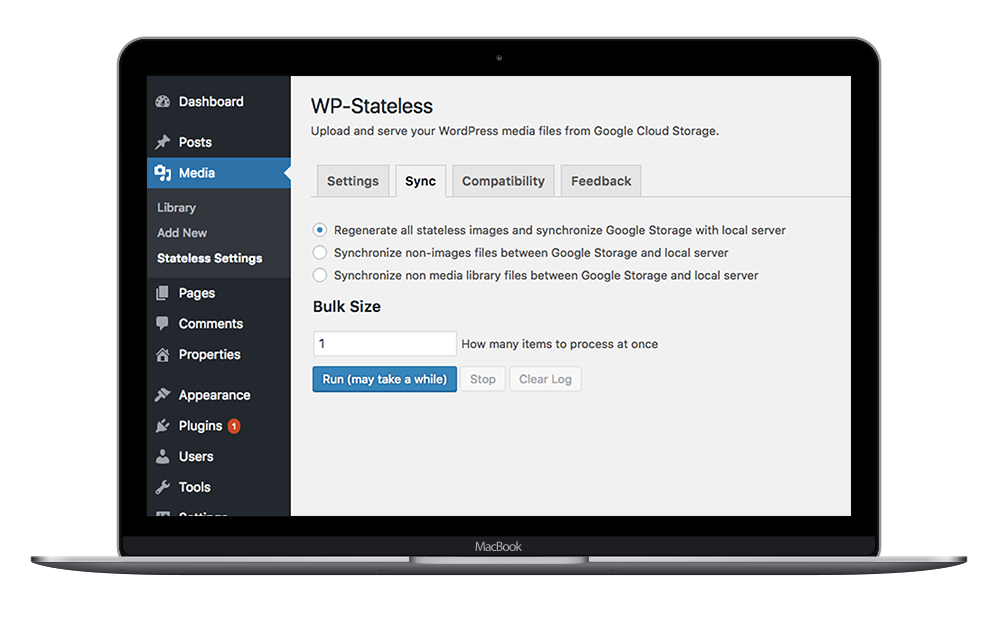 Dashboard
Posts
Media
Library
Add New
Stateless Settings
Pages
Comments
Properties
Appearance
Plugins 1
Users
Tools
Settings
WP-Stateless
Upload and serve your WordPress media files from Google Cloud Storage.
Settings Sync Compatibility Feedback
Regenerate all stateless images and synchronize Google Storage with local server
Synchronize non-images files between Google Storage and local server
Synchronize non media library files between Google Storage and local server
Bulk Size
1 How many items to process at once
Run (may take a while) Stop Clear Log
MacBook